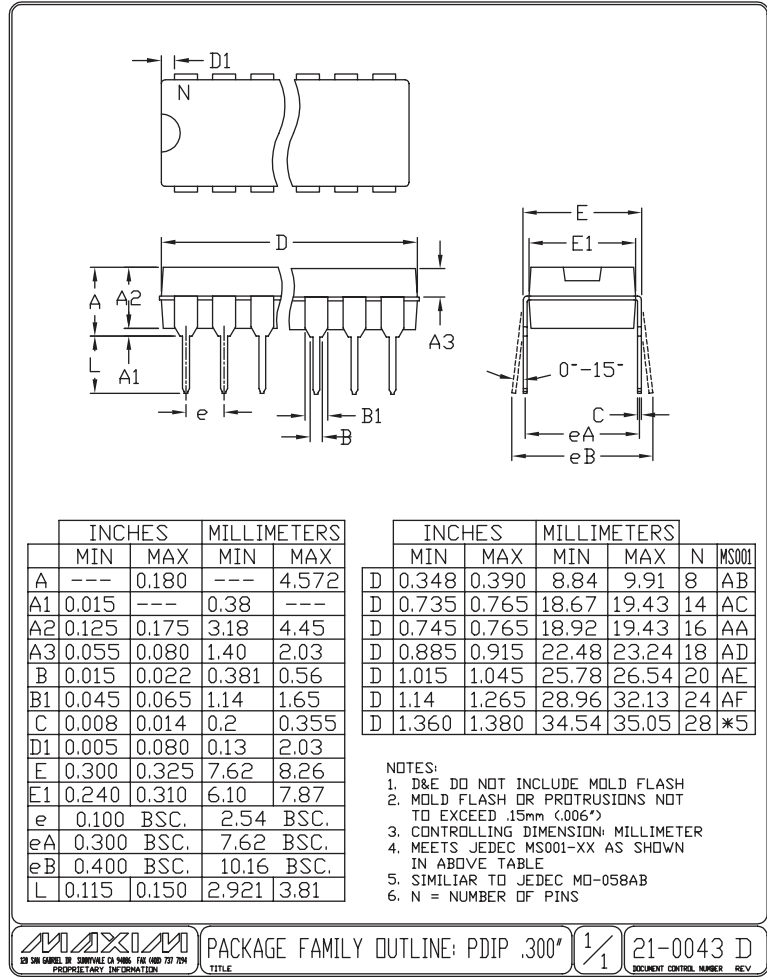 D1
N
D
E
E1
A
A2
A3
L
A1
0°-15°
e
B1
B
C
eA
eB
INCHES MILLIMETERS
MIN MAX MIN MAX
A --- 0.180 --- 4.572
A1 0.015 --- 0.38 ---
A2 0.125 0.175 3.18 4.45
A3 0.055 0.080 1.40 2.03
B 0.015 0.022 0.381 0.56
B1 0.045 0.065 1.14 1.65
C 0.008 0.014 0.2 0.355
D1 0.005 0.080 0.13 2.03
E 0.300 0.325 7.62 8.26
E1 0.240 0.310 6.10 7.87
e 0.100 BSC. 2.54 BSC.
eA 0.300 BSC. 7.62 BSC.
eB 0.400 BSC. 10.16 BSC.
L 0.115 0.150 2.921 3.81
INCHES MILLIMETERS
MIN MAX MIN MAX N MS001
D 0.348 0.390 8.84 9.91 8 AB
D 0.735 0.765 18.67 19.43 14 AC
D 0.745 0.765 18.92 19.43 16 AA
D 0.885 0.915 22.48 23.24 18 AD
D 1.015 1.045 25.78 26.54 20 AE
D 1.14 1.265 28.96 32.13 24 AF
D 1.360 1.380 34.54 35.05 28 *5
NOTES:
1. D&E DO NOT INCLUDE MOLD FLASH
2. MOLD FLASH OR PROTRUSIONS NOT
TO EXCEED .15mm (.006")
3. CONTROLLING DIMENSION: MILLIMETER
4. MEETS JEDEC MS001-XX AS SHOWN
IN ABOVE TABLE
5. SIMILIAR TO JEDEC MO-058AB
6. N = NUMBER OF PINS
MAXIM
120 SAN GABRIEL DR SUNNYVALE CA 94086 FAX (408) 737 7194
PROPRIETARY INFORMATION
PACKAGE FAMILY OUTLINE: PDIP .300"
TITLE
1/1
21-0043 D
DOCUMENT CONTROL NUMBER REV